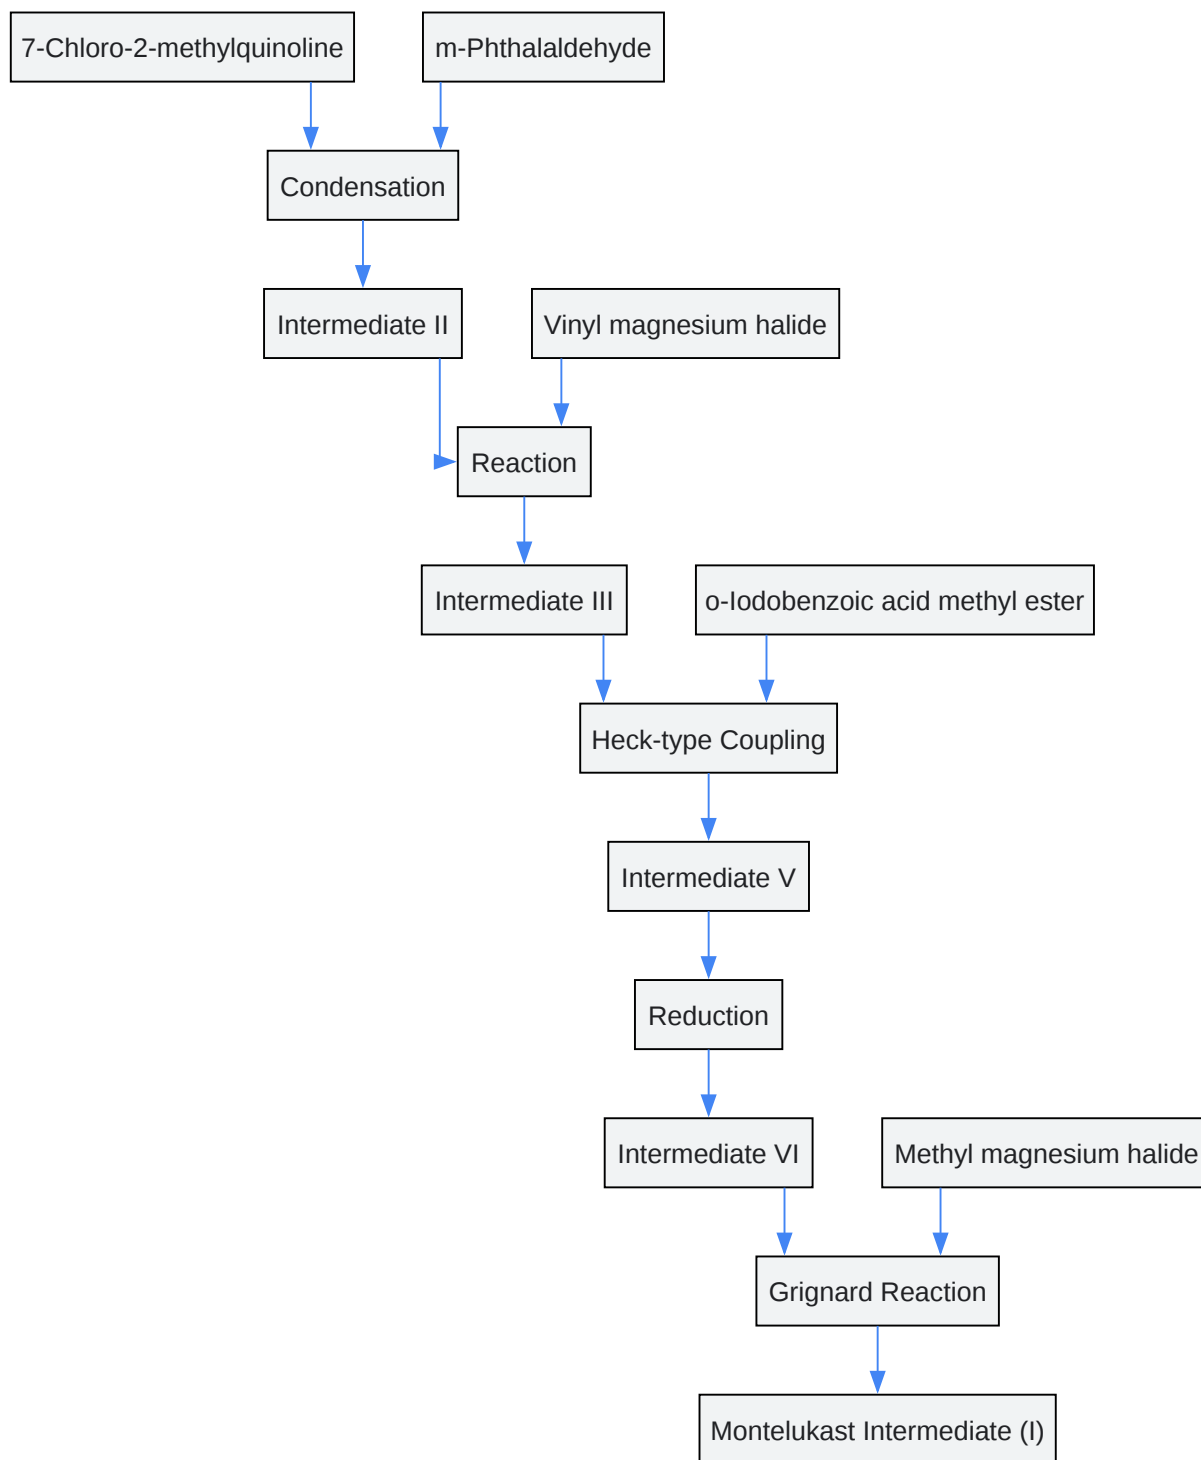 7-Chloro-2-methylquinoline
m-Phthalaldehyde
Condensation
Intermediate II
Vinyl magnesium halide
Reaction
Intermediate III
o-Iodobenzoic acid methyl ester
Heck-type Coupling
Intermediate V
Reduction
Intermediate VI
Methyl magnesium halide
Grignard Reaction
Montelukast Intermediate (I)